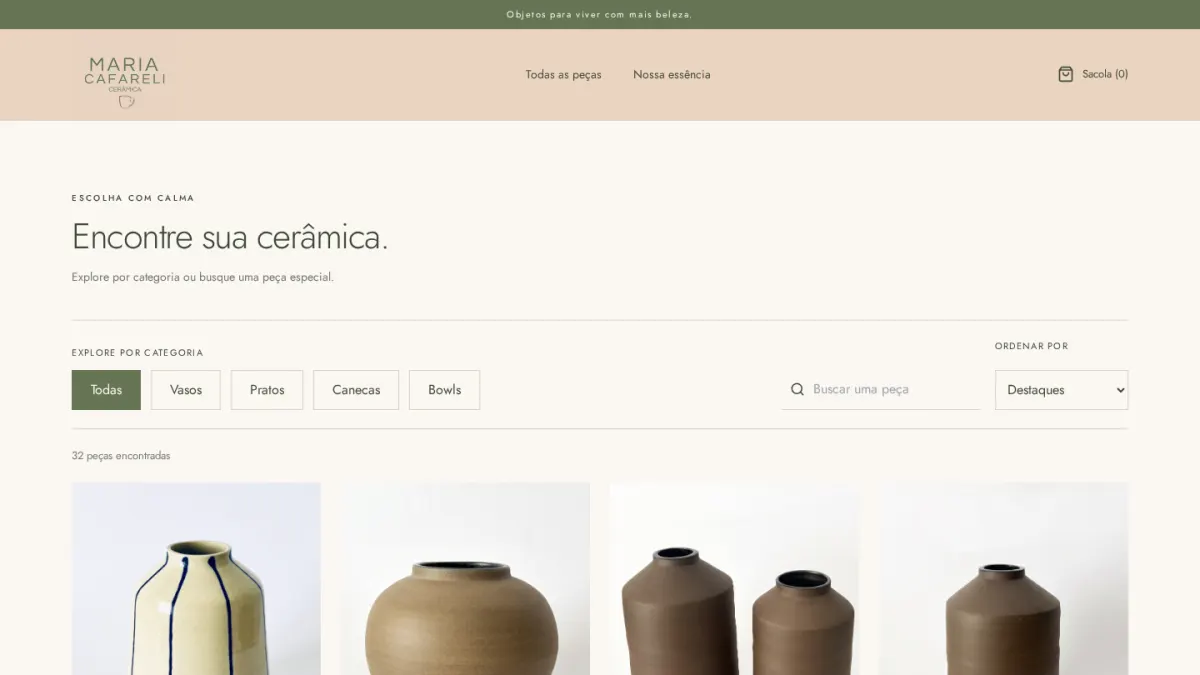 Objetos para viver com mais beleza.
MARIA
CAFARELI
CERÂMICA
Todas as peças
Nossa essência
Sacola (0)
ESCOLHA COM CALMA
Encontre sua cerâmica.
Explore por categoria ou busque uma peça especial.
EXPLORE POR CATEGORIA
ORDENAR POR
Todas
Vasos
Pratos
Canecas
Bowls
Buscar uma peça
Destaques
32 peças encontradas